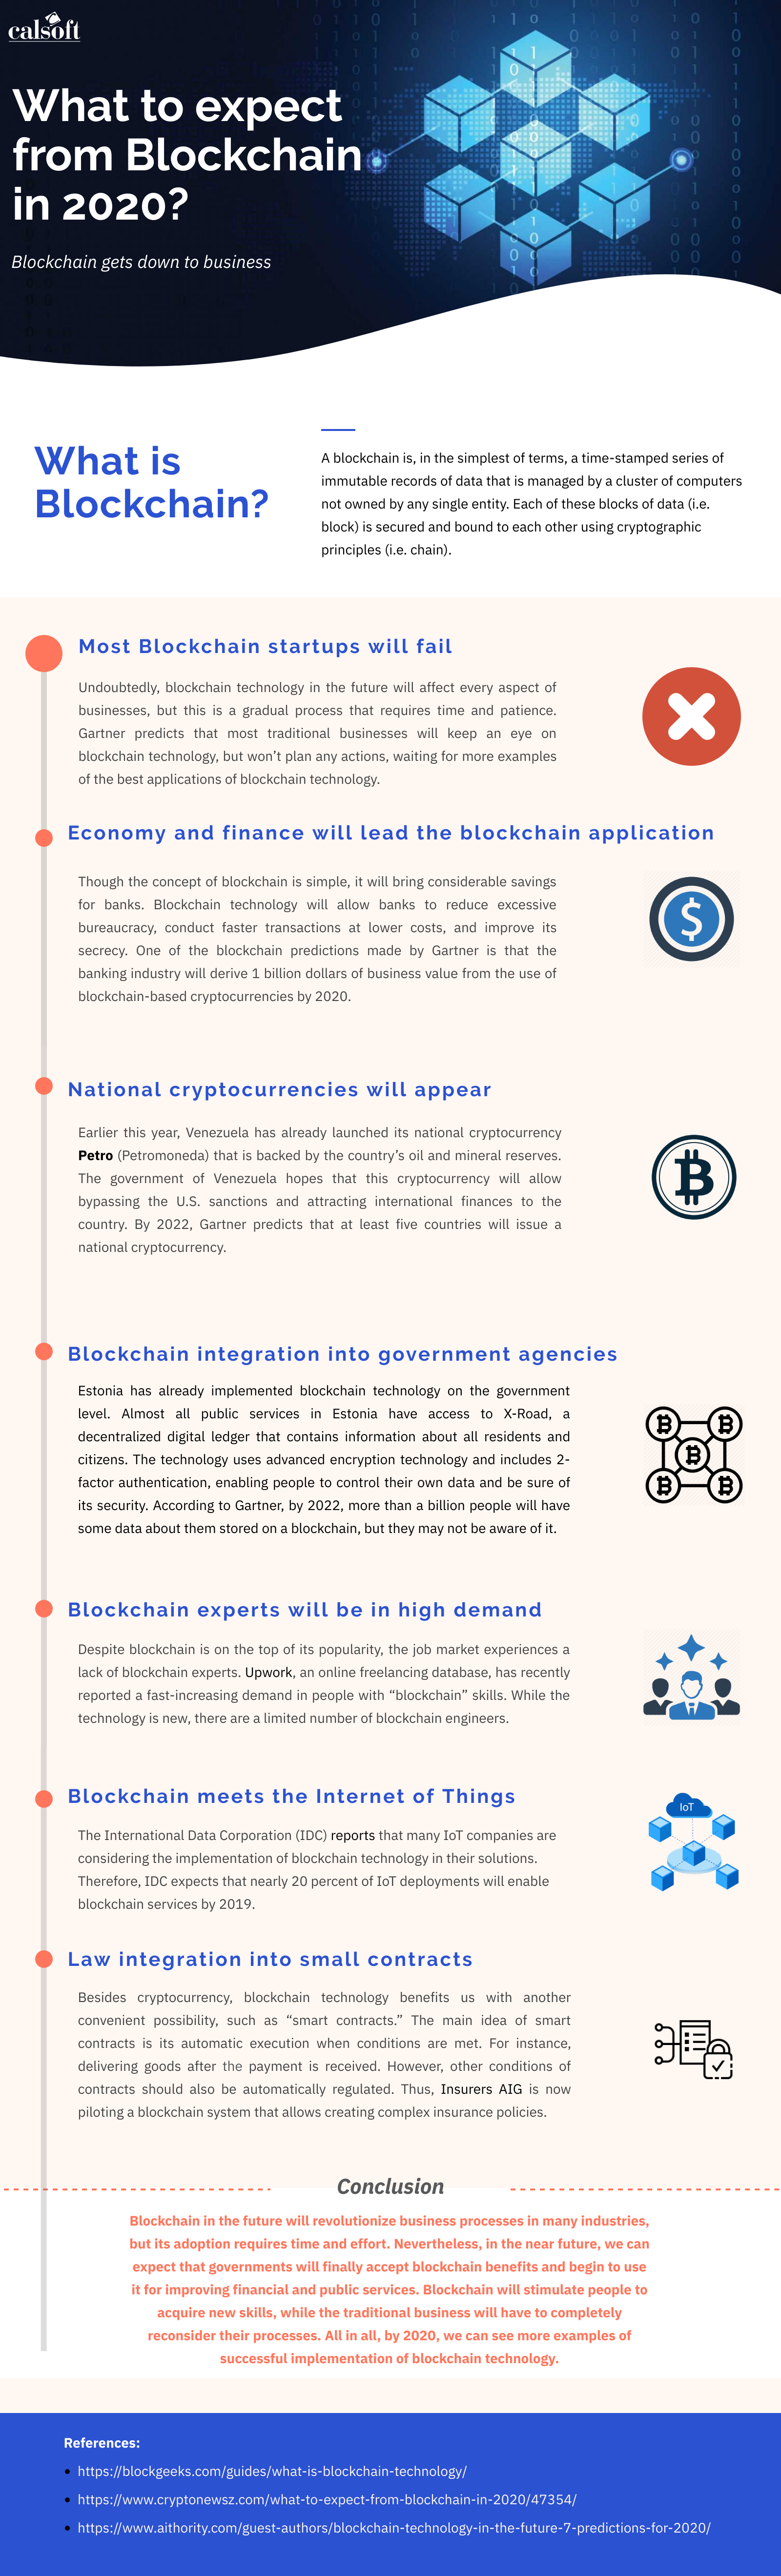 calsoft
What to expect
from Blockchain
in 2020?
Blockchain gets down to business
What is
Blockchain?
A blockchain is, in the simplest of terms, a time-stamped series of
immutable records of data that is managed by a cluster of computers
not owned by any single entity. Each of these blocks of data (i.e.
block) is secured and bound to each other using cryptographic
principles (i.e. chain).
Most Blockchain startups will fail
Undoubtedly, blockchain technology in the future will affect every aspect of
businesses, but this is a gradual process that requires time and patience.
Gartner predicts that most traditional businesses will keep an eye on
blockchain technology, but won’t plan any actions, waiting for more examples
of the best applications of blockchain technology.
Economy and finance will lead the blockchain application
Though the concept of blockchain is simple, it will bring considerable savings
for banks. Blockchain technology will allow banks to reduce excessive
bureaucracy, conduct faster transactions at lower costs, and improve its
secrecy. One of the blockchain predictions made by Gartner is that the
banking industry will derive 1 billion dollars of business value from the use of
blockchain-based cryptocurrencies by 2020.
National cryptocurrencies will appear
Earlier this year, Venezuela has already launched its national cryptocurrency
Petro (Petromoneda) that is backed by the country’s oil and mineral reserves.
The government of Venezuela hopes that this cryptocurrency will allow
bypassing the U.S. sanctions and attracting international finances to the
country. By 2022, Gartner predicts that at least five countries will issue a
national cryptocurrency.
Blockchain integration into government agencies
Estonia has already implemented blockchain technology on the government
level. Almost all public services in Estonia have access to X-Road, a
decentralized digital ledger that contains information about all residents and
citizens. The technology uses advanced encryption technology and includes 2-
factor authentication, enabling people to control their own data and be sure of
its security. According to Gartner, by 2022, more than a billion people will have
some data about them stored on a blockchain, but they may not be aware of it.
Blockchain experts will be in high demand
Despite blockchain is on the top of its popularity, the job market experiences a
lack of blockchain experts. Upwork, an online freelancing database, has recently
reported a fast-increasing demand in people with “blockchain” skills. While the
technology is new, there are a limited number of blockchain engineers.
Blockchain meets the Internet of Things
IoT
The International Data Corporation (IDC) reports that many IoT companies are
considering the implementation of blockchain technology in their solutions.
Therefore, IDC expects that nearly 20 percent of IoT deployments will enable
blockchain services by 2019.
Law integration into small contracts
Besides cryptocurrency, blockchain technology benefits us with another
convenient possibility, such as “smart contracts.” The main idea of smart
contracts is its automatic execution when conditions are met. For instance,
delivering goods after the payment is received. However, other conditions of
contracts should also be automatically regulated. Thus, Insurers AIG is now
piloting a blockchain system that allows creating complex insurance policies.
Conclusion
Blockchain in the future will revolutionize business processes in many industries,
but its adoption requires time and effort. Nevertheless, in the near future, we can
expect that governments will finally accept blockchain benefits and begin to use
it for improving financial and public services. Blockchain will stimulate people to
acquire new skills, while the traditional business will have to completely
reconsider their processes. All in all, by 2020, we can see more examples of
successful implementation of blockchain technology.
References:
https://blockgeeks.com/guides/what-is-blockchain-technology/
https://www.cryptonewsz.com/what-to-expect-from-blockchain-in-2020/47354/
https://www.aithority.com/guest-authors/blockchain-technology-in-the-future-7-predictions-for-2020/